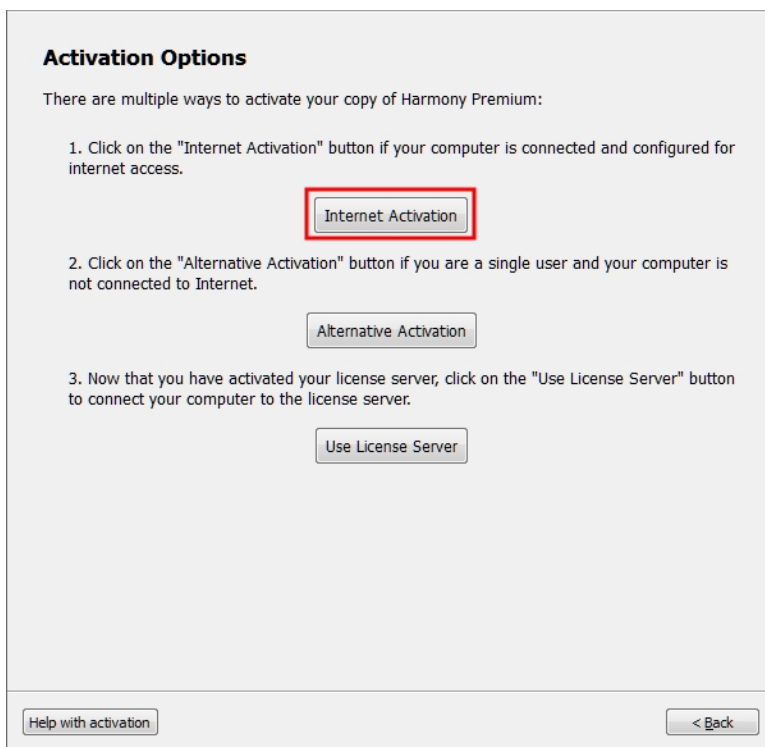 Activation Options
There are multiple ways to activate your copy of Harmony Premium:
1. Click on the "Internet Activation" button if your computer is connected and configured for
internet access.
Internet Activation
2. Click on the "Alternative Activation" button if you are a single user and your computer is
not connected to Internet.
Alternative Activation
3. Now that you have activated your license server, click on the "Use License Server" button
to connect your computer to the license server.
Use License Server
Help with activation
< Back